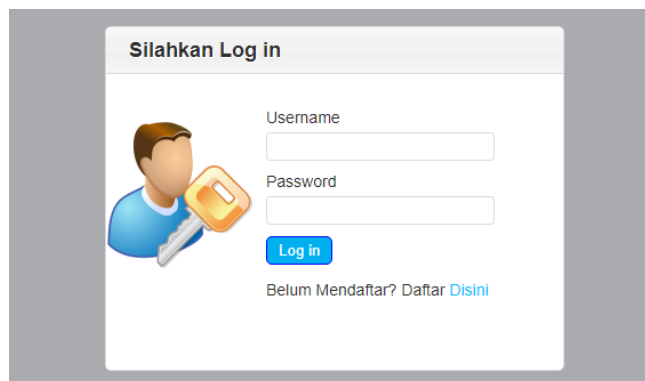 Silahkan Log in
Username
Password
Log in
Belum Mendaftar? Daftar Disini